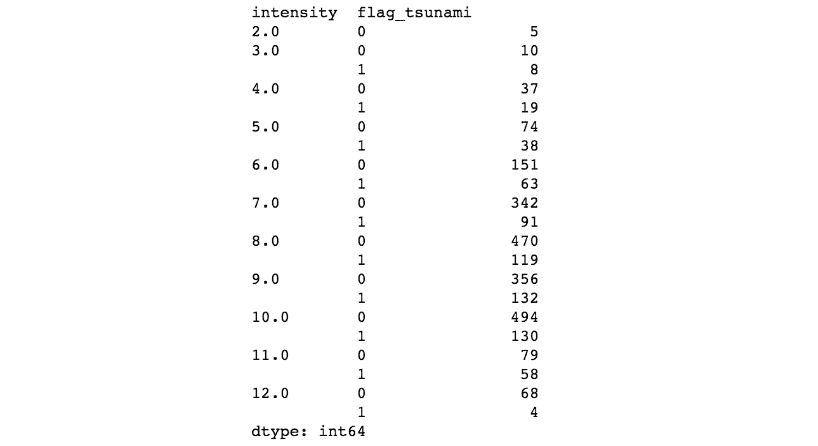 intensity  flag_tsunami
2.0        0                 5
3.0        0                10
           1                 8
4.0        0                37
           1                19
5.0        0                74
           1                38
6.0        0               151
           1                63
7.0        0               342
           1                91
8.0        0               470
           1               119
9.0        0               356
           1               132
10.0       0               494
           1               130
11.0       0                79
           1                58
12.0       0                68
           1                 4
dtype: int64